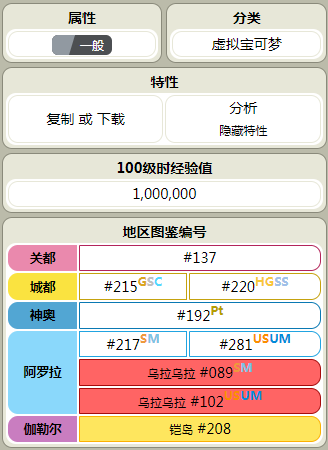 属性 分类
一般 虚拟宝可梦
特性
复制 或 下载
分析
隐藏特性
100级时经验值
1,000,000
地区图鉴编号
关都 #137
城都 #215GSC #220HGSS
神奥 #192Pt
阿罗拉 #217SM #281USUM
乌拉乌拉 #089SM
乌拉乌拉 #102USUM
伽勒尔 铠岛 #208